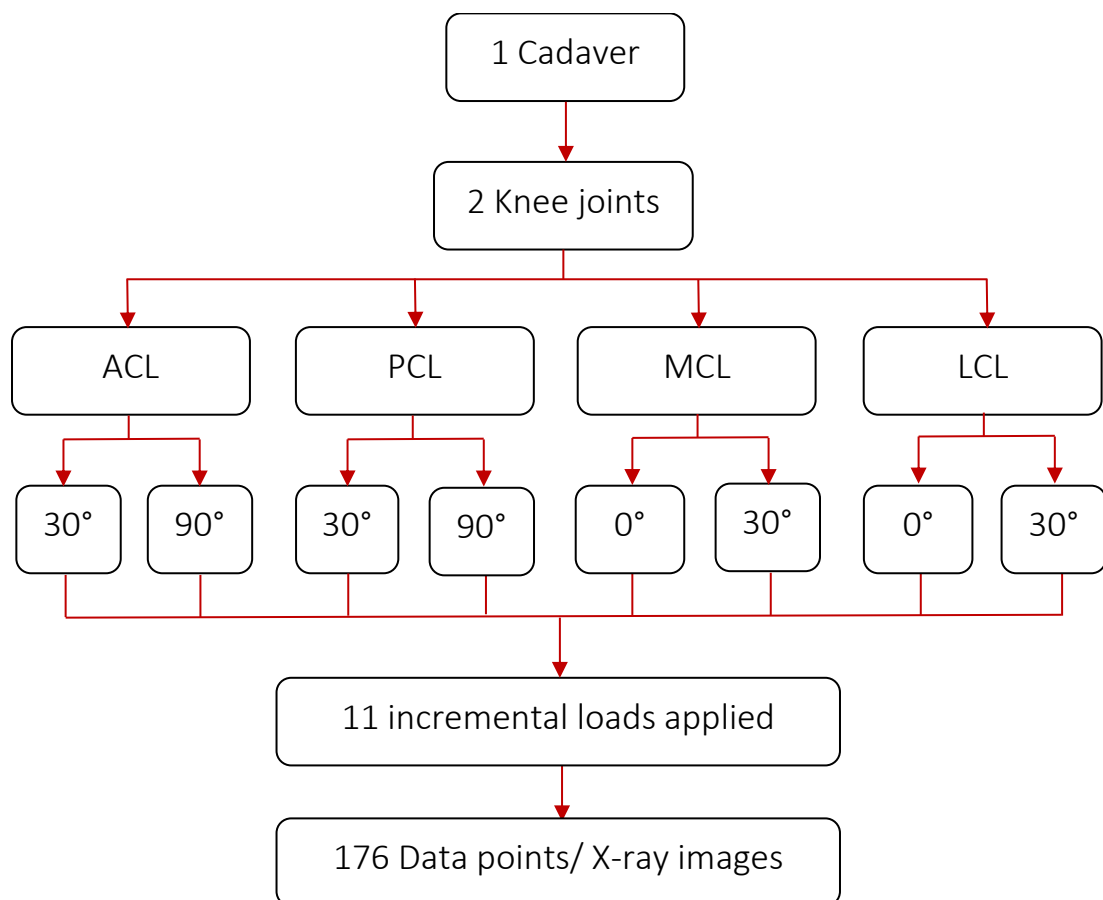 1 Cadaver
2 Knee joints
ACL
PCL
MCL
LCL
30°
90°
30°
90°
0°
30°
0°
30°
11 incremental loads applied
176 Data points/ X-ray images